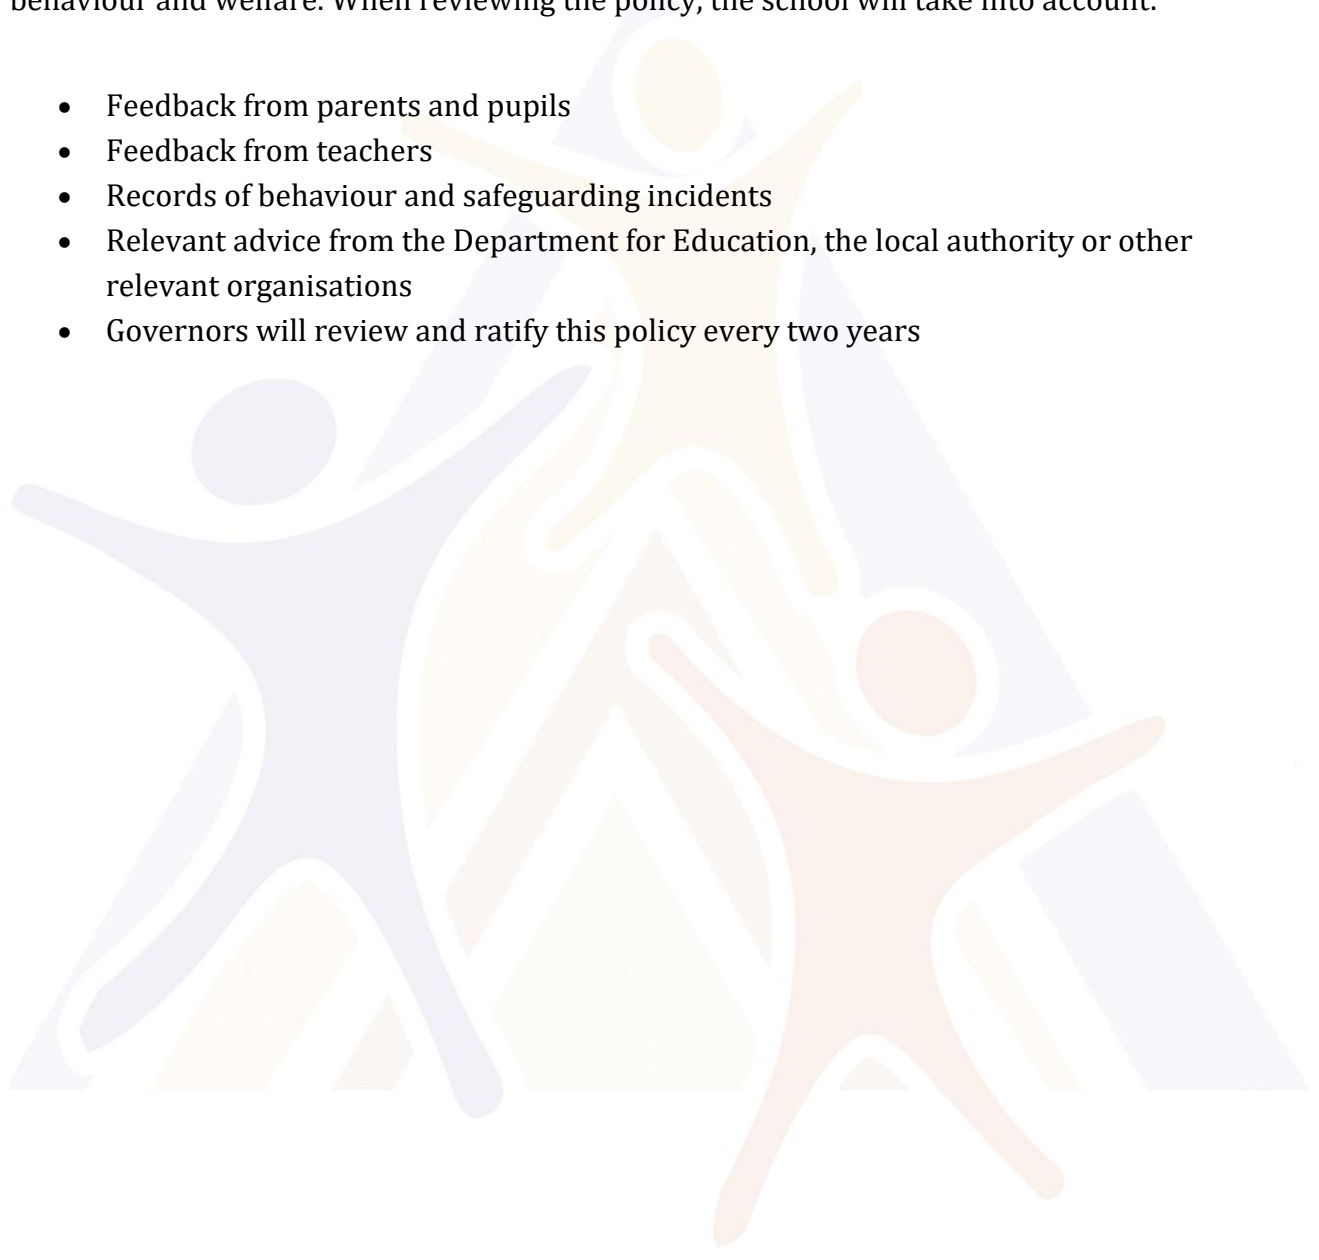 behaviour and welfare. When reviewing the policy, the school will take into account:
• Feedback from parents and pupils
• Feedback from teachers
• Records of behaviour and safeguarding incidents
• Relevant advice from the Department for Education, the local authority or other
relevant organisations
• Governors will review and ratify this policy every two years